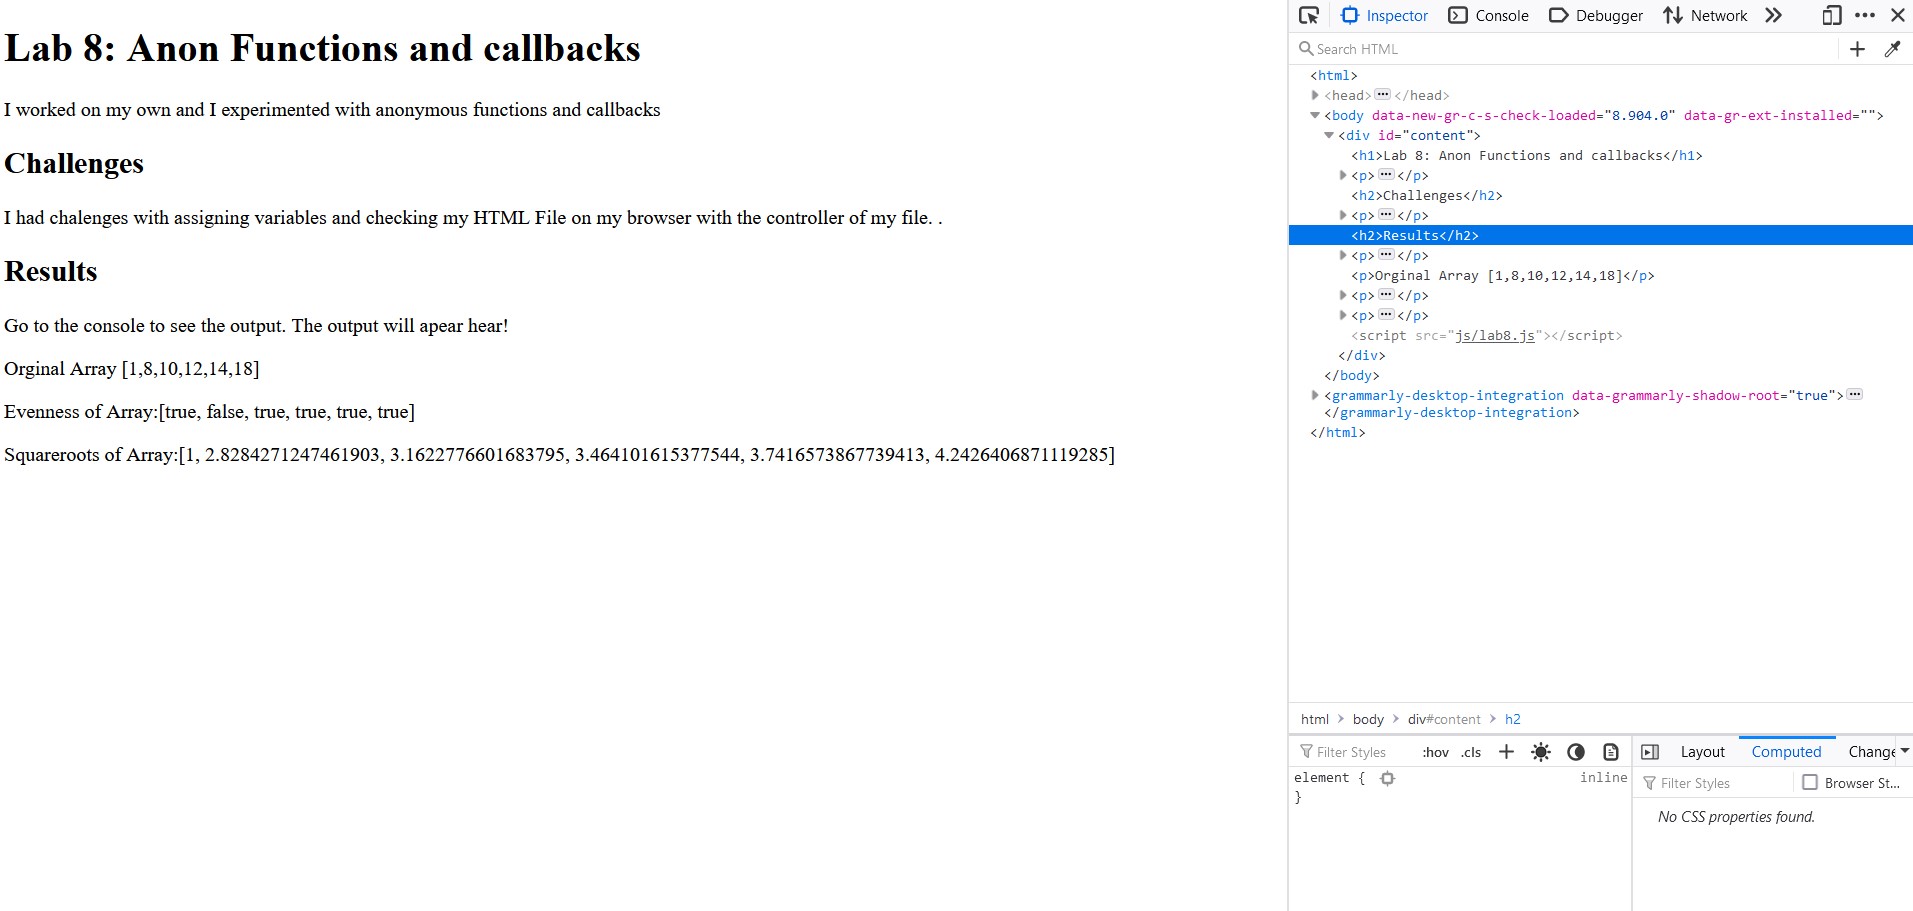 Lab 8: Anon Functions and callbacks
I worked on my own and I experimented with anonymous functions and callbacks
Challenges
I had chalenges with assigning variables and checking my HTML File on my browser with the controller of my file. .
Results
Go to the console to see the output. The output will apear hear!
Orginal Array [1,8,10,12,14,18]
Evenness of Array:[true, false, true, true, true, true]
Squareroots of Array:[1, 2.8284271247461903, 3.1622776601683795, 3.464101615377544, 3.7416573867739413, 4.2426406871119285]
Inspector Console Debugger Network
Search HTML
<html>
<head> ••• </head>
<body data-new-gr-c-s-check-loaded="8.904.0" data-gr-ext-installed="">
<div id="content">
<h1>Lab 8: Anon Functions and callbacks</h1>
<p> ••• </p>
<h2>Challenges</h2>
<p> ••• </p>
<h2>Results</h2>
<p> ••• </p>
<p>Orginal Array [1,8,10,12,14,18]</p>
<p> ••• </p>
<p> ••• </p>
<script src="js/lab8.js"></script>
</div>
</body>
<grammarly-desktop-integration data-grammarly-shadow-root="true"> •••
</grammarly-desktop-integration>
</html>
html > body > div#content > h2
Filter Styles :hov .cls +
element { inline
}
Layout Computed Change
Filter Styles Browser St...
No CSS properties found.